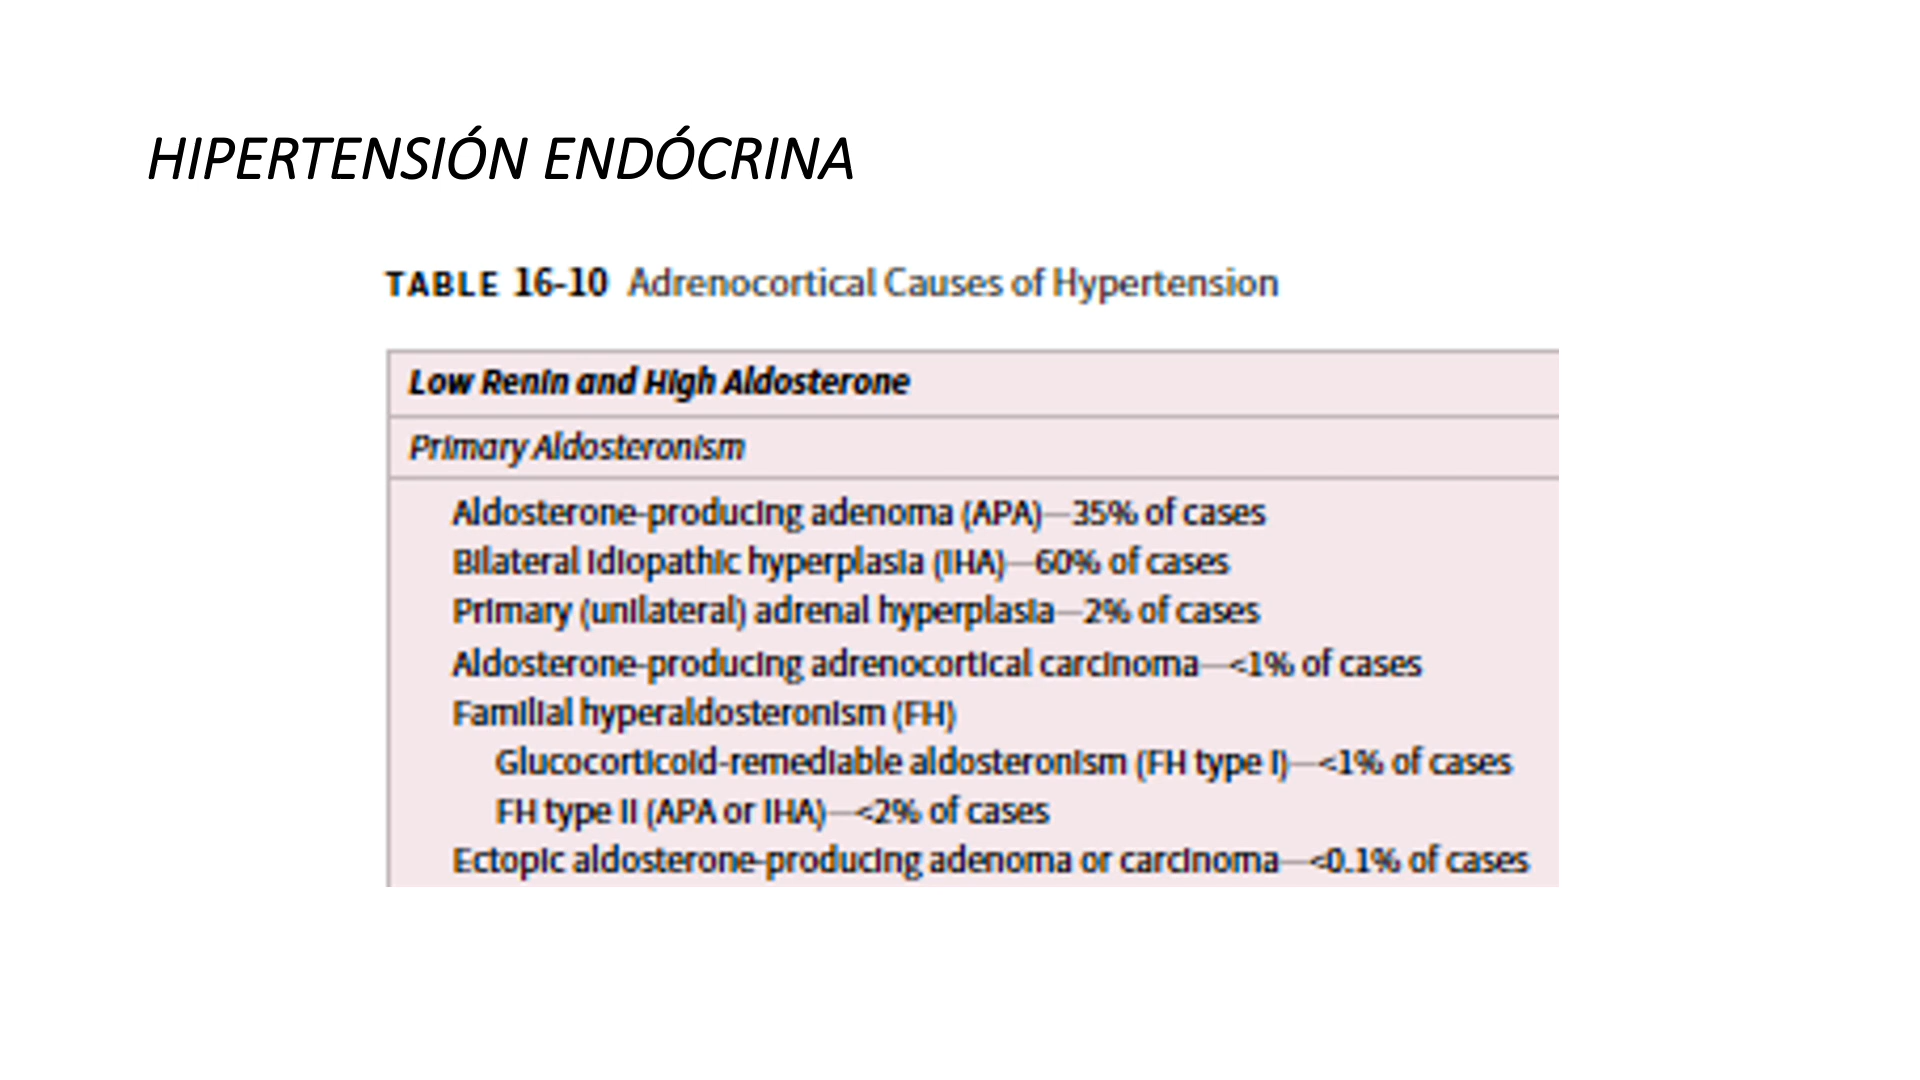 HIPERTENSIÓN ENDÓCRINA
TABLE 16-10 Adrenocortical Causes of Hypertension
Low Renin and High Aldosterone
Primary Aldosteronism
Aldosterone-producing adenoma (APA)—35% of cases
Bilateral idiopathic hyperplasia (IHA)—60% of cases
Primary (unilateral) adrenal hyperplasia—2% of cases
Aldosterone-producing adrenocortical carcinoma—<1% of cases
Familial hyperaldosteronism (FH)
Glucocorticoid-remediable aldosteronism (FH type I)—<1% of cases
FH type II (APA or IHA)—<2% of cases
Ectopic aldosterone-producing adenoma or carcinoma—<0.1% of cases